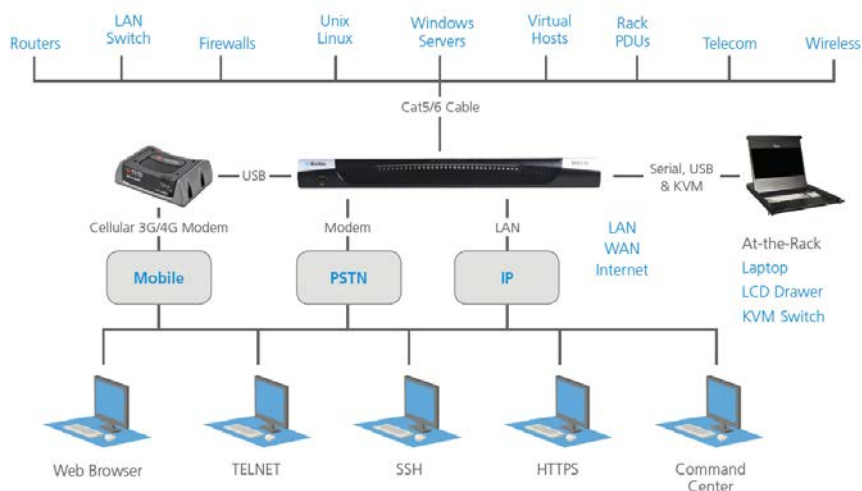 Routers
LAN
Switch
Firewalls
Unix
Linux
Windows
Servers
Virtual
Hosts
Rack
PDUs
Telecom
Wireless
Cat5/6 Cable
USB
Serial, USB
& KVM
Cellular 3G/4G Modem
Modem
LAN
LAN
WAN
Internet
At-the-Rack
Laptop
LCD Drawer
KVM Switch
Mobile
PSTN
IP
Web Browser
TELNET
SSH
HTTPS
Command
Center